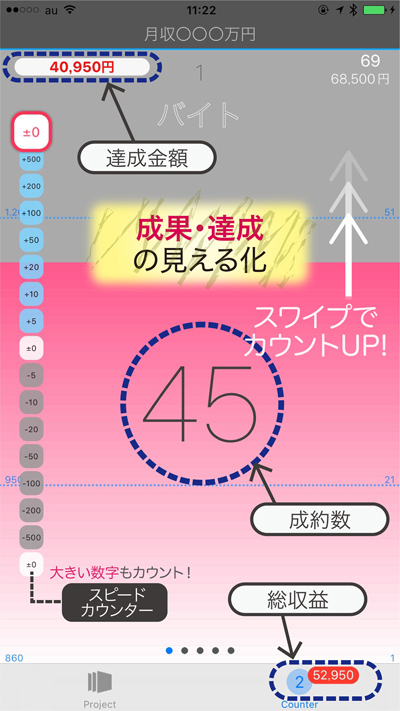 au 11:22
月収〇〇〇万円
40,950円
1
69
68,500円
バイト
達成金額
±0
+500
+200
+100
+50
+20
+10
+5
±0
-5
-10
-20
-50
-100
-200
-500
±0
1.20
51
成果・達成
の見える化
スワイプで
カウントUP!
45
950
21
成約数
大きい数字もカウント!
スピード
カウンター
総収益
860
1
Project
2
52,950
Counter